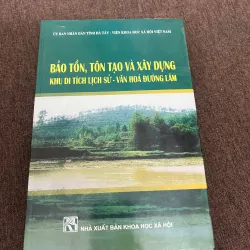 ỦY BAN NHÂN DÂN TỈNH HÀ TÂY - VIỆN KHOA HỌC XÃ HỘI VIỆT NAM
BẢO TỒN, TÔN TẠO VÀ XÂY DỰNG
KHU DI TÍCH LỊCH SỬ - VĂN HOÁ ĐƯỜNG LÂM
NHÀ XUẤT BẢN KHOA HỌC XÃ HỘI